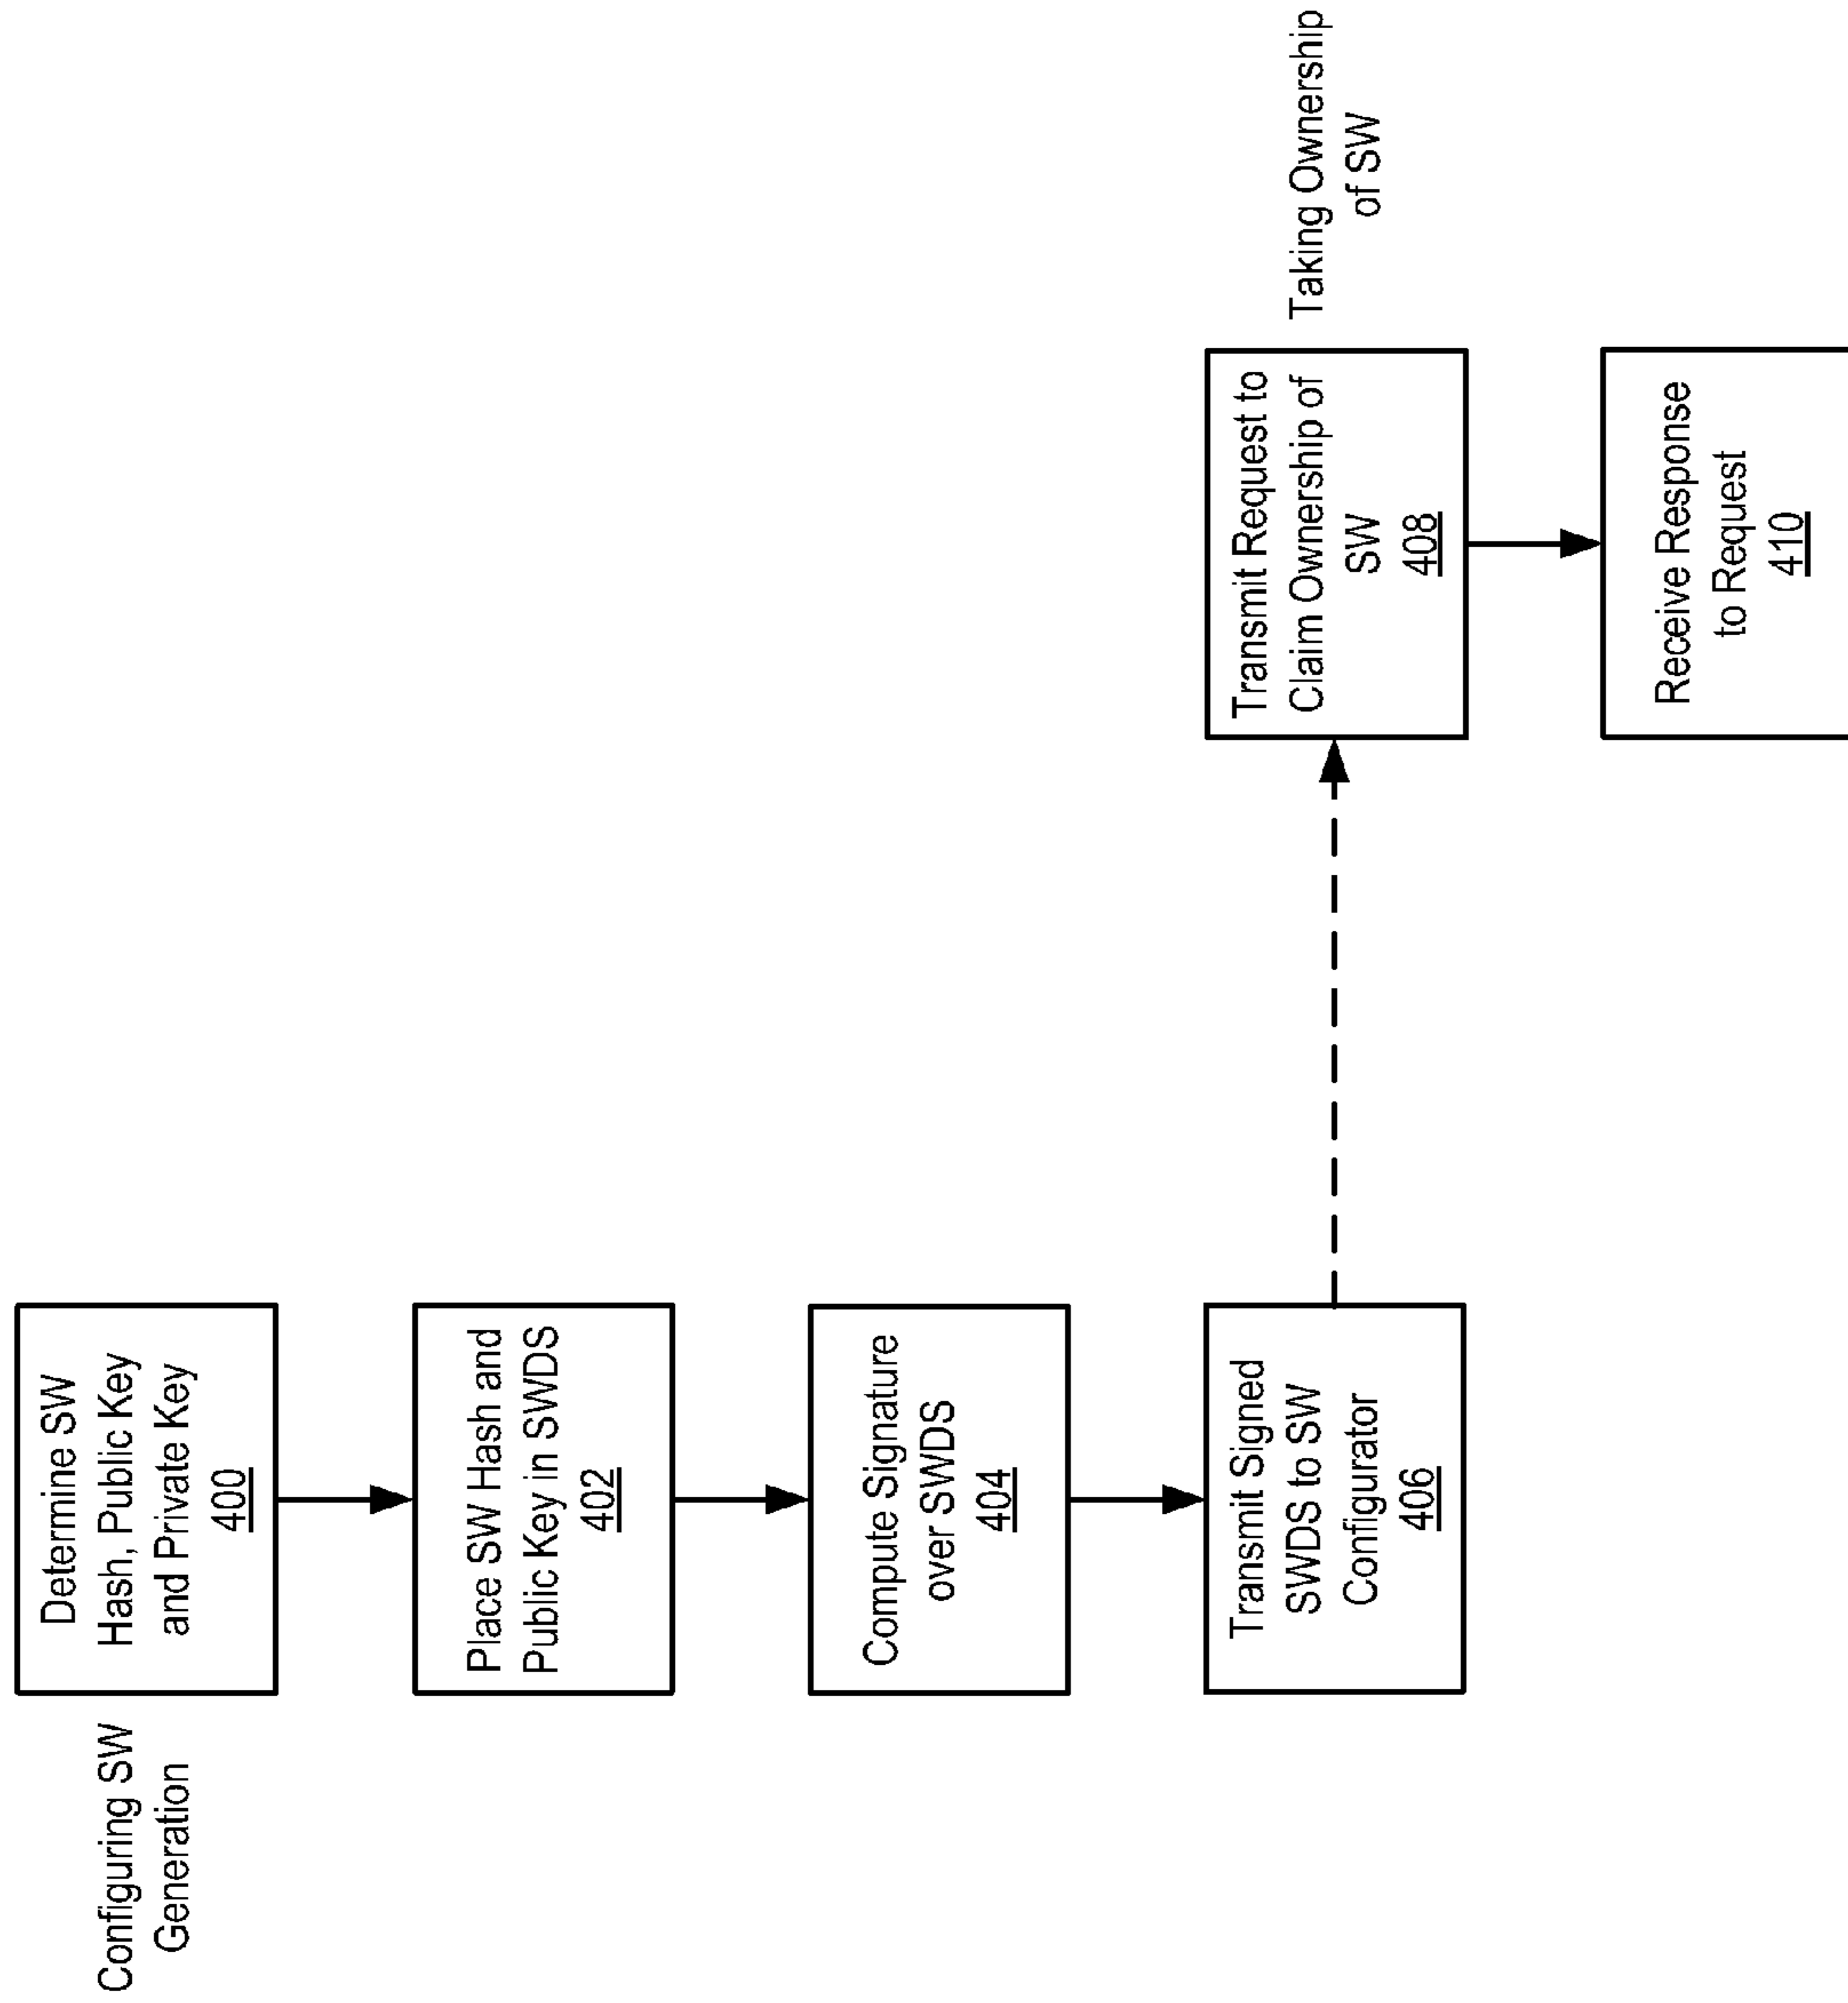 Configuring SW
Generation
Determine SW
Hash, Public Key
and Private Key
400
Place SW Hash and
Public Key in SWDS
402
Compute Signature
over SWDS
404
Transmit Signed
SWDS to SW
Configurator
406
Transmit Request to
Claim Ownership of
SW
408
Taking Ownership
of SW
Receive Response
to Request
410